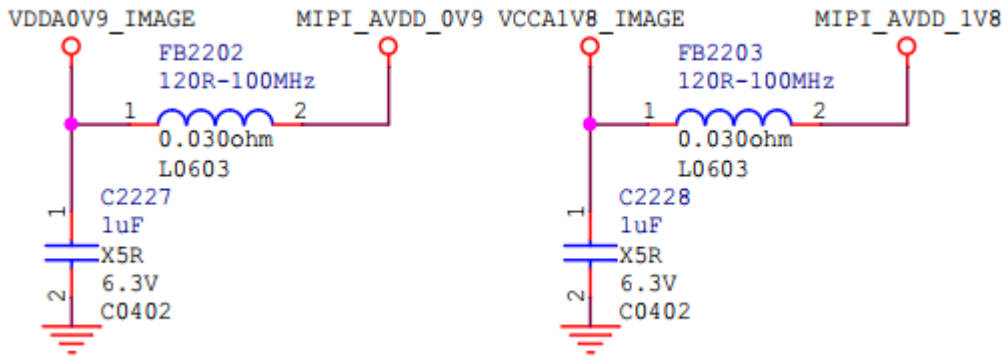 VDDA0V9_IMAGE
MIPI_AVDD_0V9
FB2202
120R-100MHz
1
2
0.030ohm
L0603
C2227
1
1uF
X5R
6.3V
2
C0402
VCCA1V8_IMAGE
MIPI_AVDD_1V8
FB2203
120R-100MHz
1
2
0.030ohm
L0603
C2228
1
1uF
X5R
6.3V
2
C0402